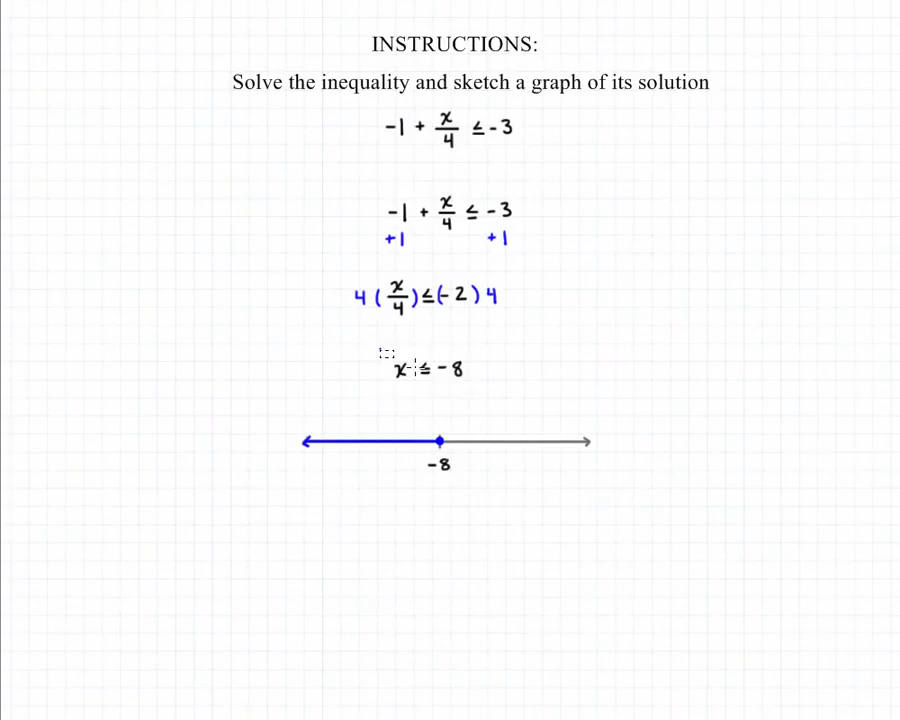 INSTRUCTIONS:
Solve the inequality and sketch a graph of its solution
-1 + x/4 ≤ -3
-1 + x/4 ≤ -3
+1 +1
4 ( x/4 ) ≤ (-2) 4
x ≤ -8
-8